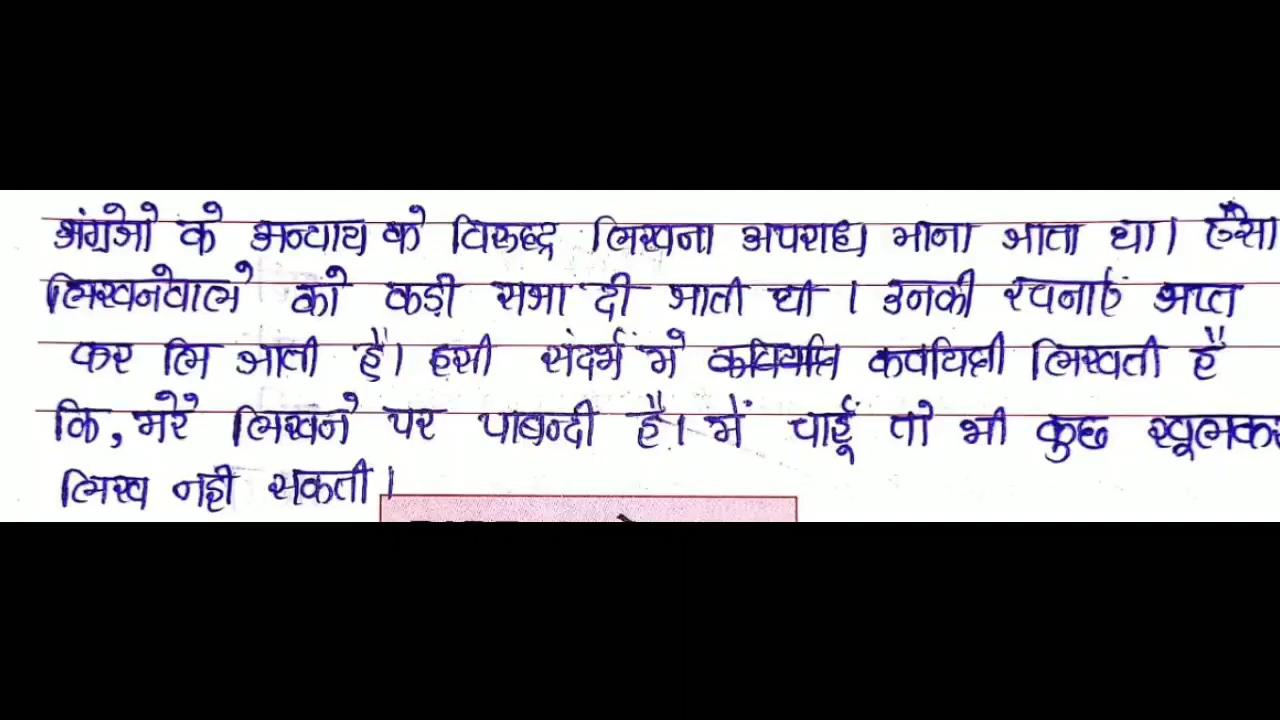 अंग्रेजो के अन्याय के विरूद्ध लिखना अपराध माना जाता था। ऐसा
लिखनेवाले को कड़ी सजा दी जाती थी। उनकी रचनाएँ जप्त
कर लि जाती है। इसी संदर्भ मे कवयित्री लिखती है
कि, मेरे लिखने पर पाबन्दी है। में चाहूँ तो भी कुछ खूलकर
लिख नही सकती।